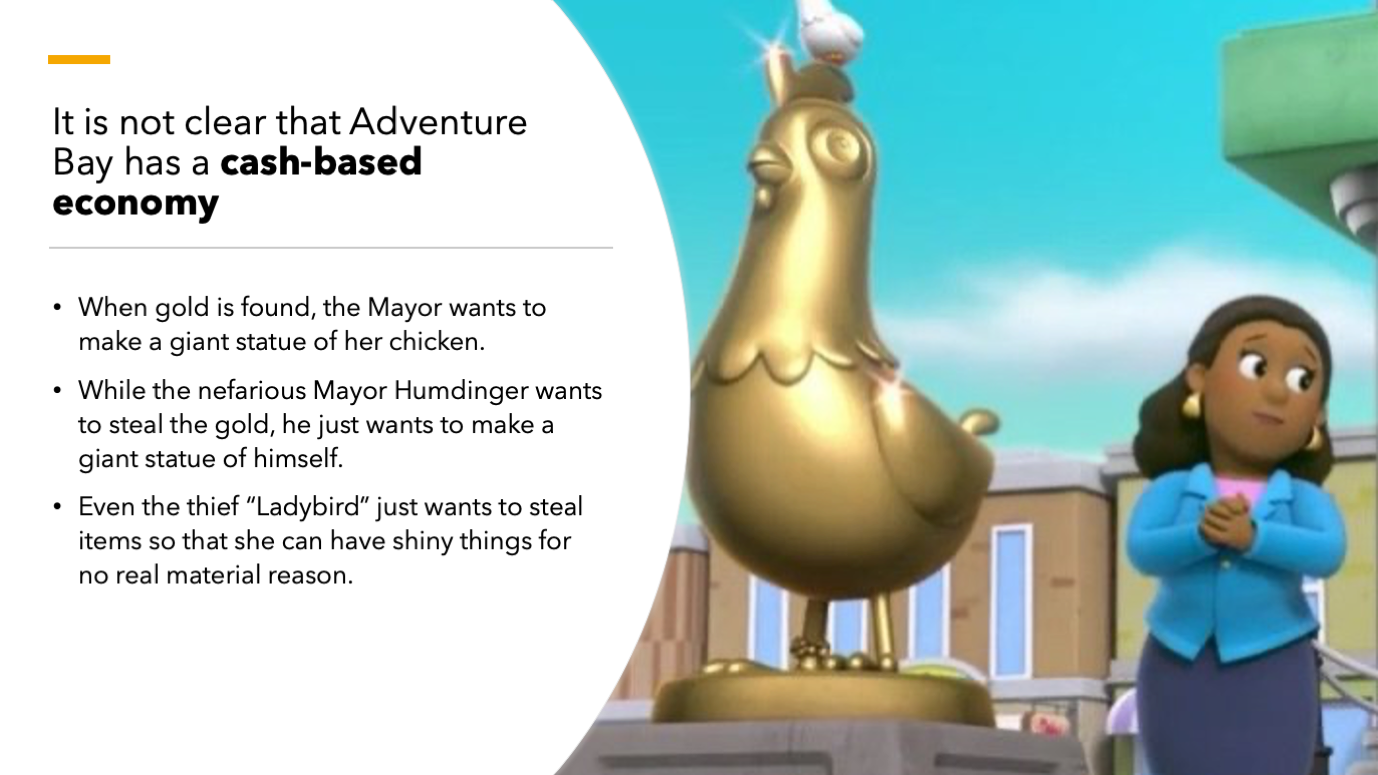 It is not clear that Adventure
Bay has a cash-based
economy
• When gold is found, the Mayor wants to
make a giant statue of her chicken.
• While the nefarious Mayor Humdinger wants
to steal the gold, he just wants to make a
giant statue of himself.
• Even the thief “Ladybird” just wants to steal
items so that she can have shiny things for
no real material reason.